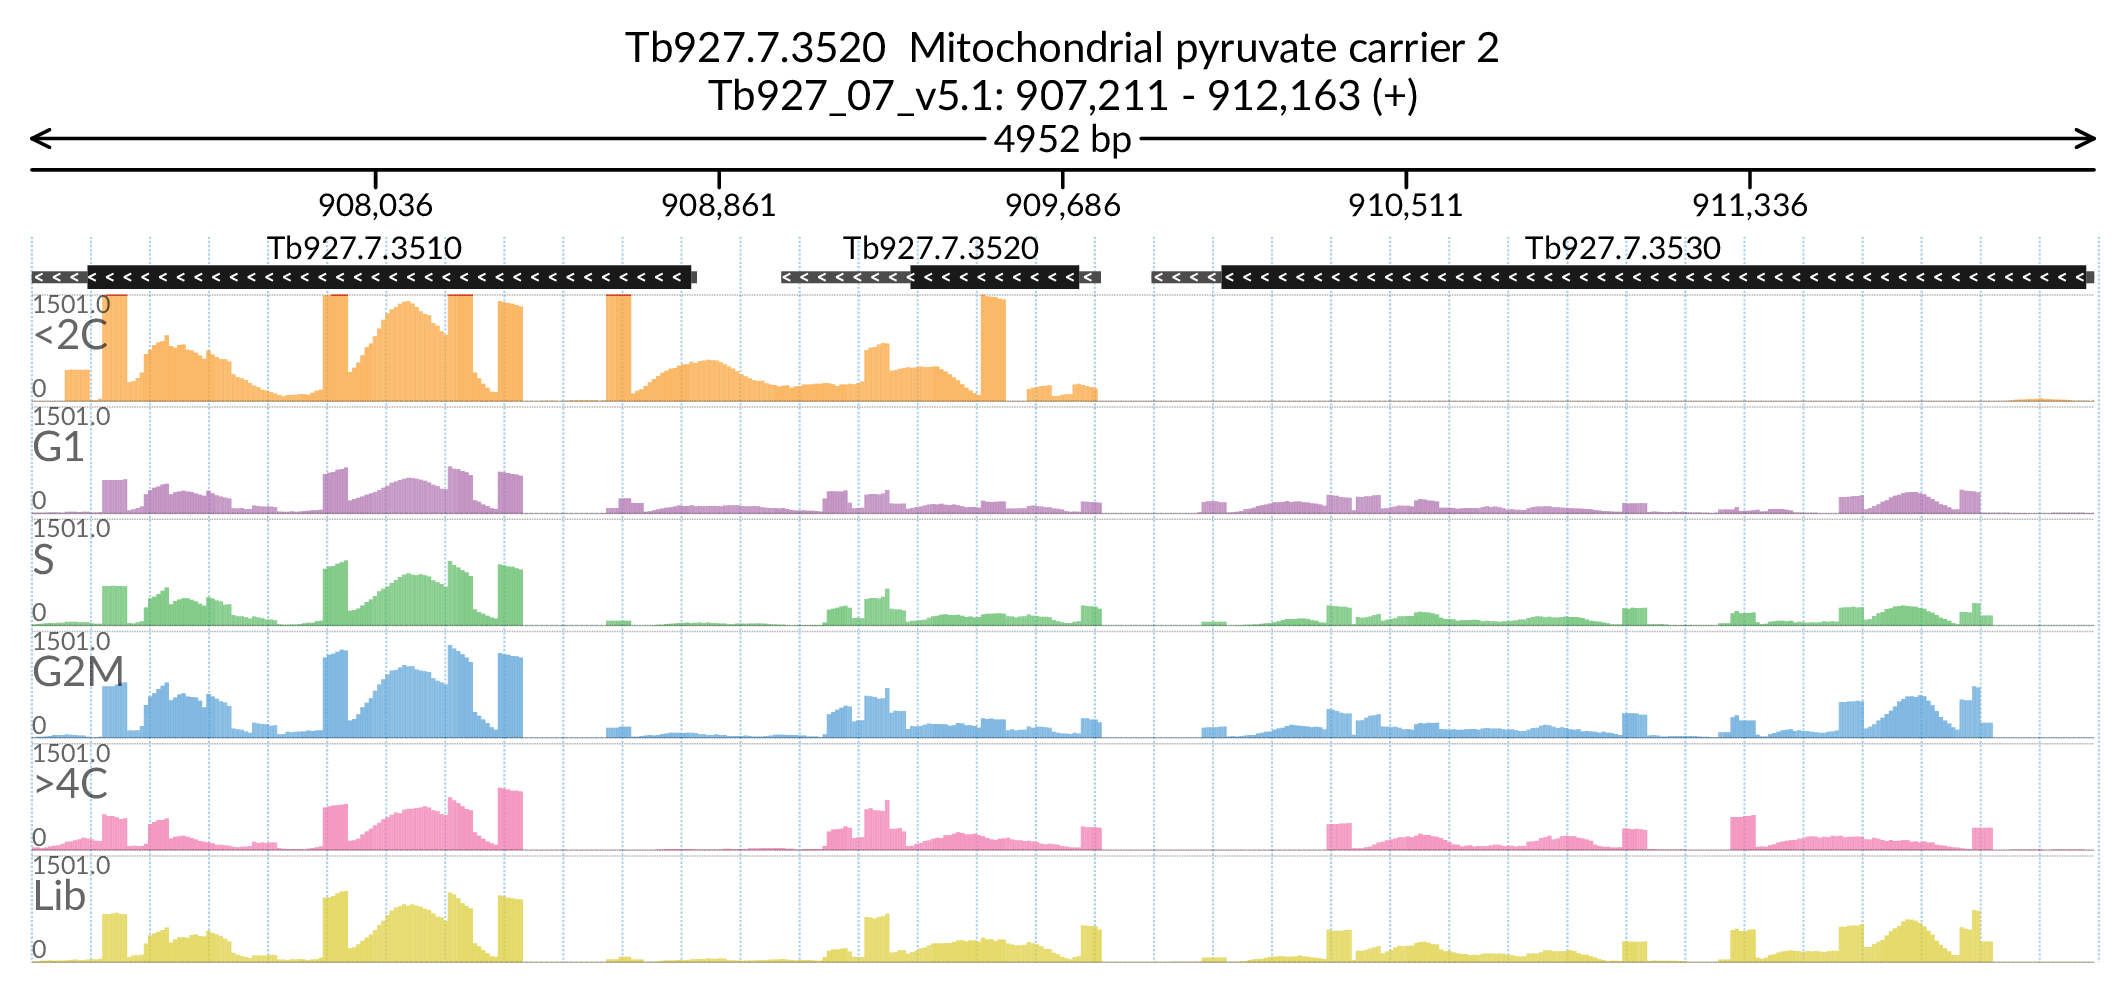 Tb927.7.3520  Mitochondrial pyruvate carrier 2
Tb927_07_v5.1: 907,211 - 912,163 (+)
4952 bp
908,036 908,861 909,686 910,511 911,336
Tb927.7.3510 Tb927.7.3520 Tb927.7.3530
1501.0
<2C
0
1501.0
G1
0
1501.0
S
0
1501.0
G2M
0
1501.0
>4C
0
1501.0
Lib
0